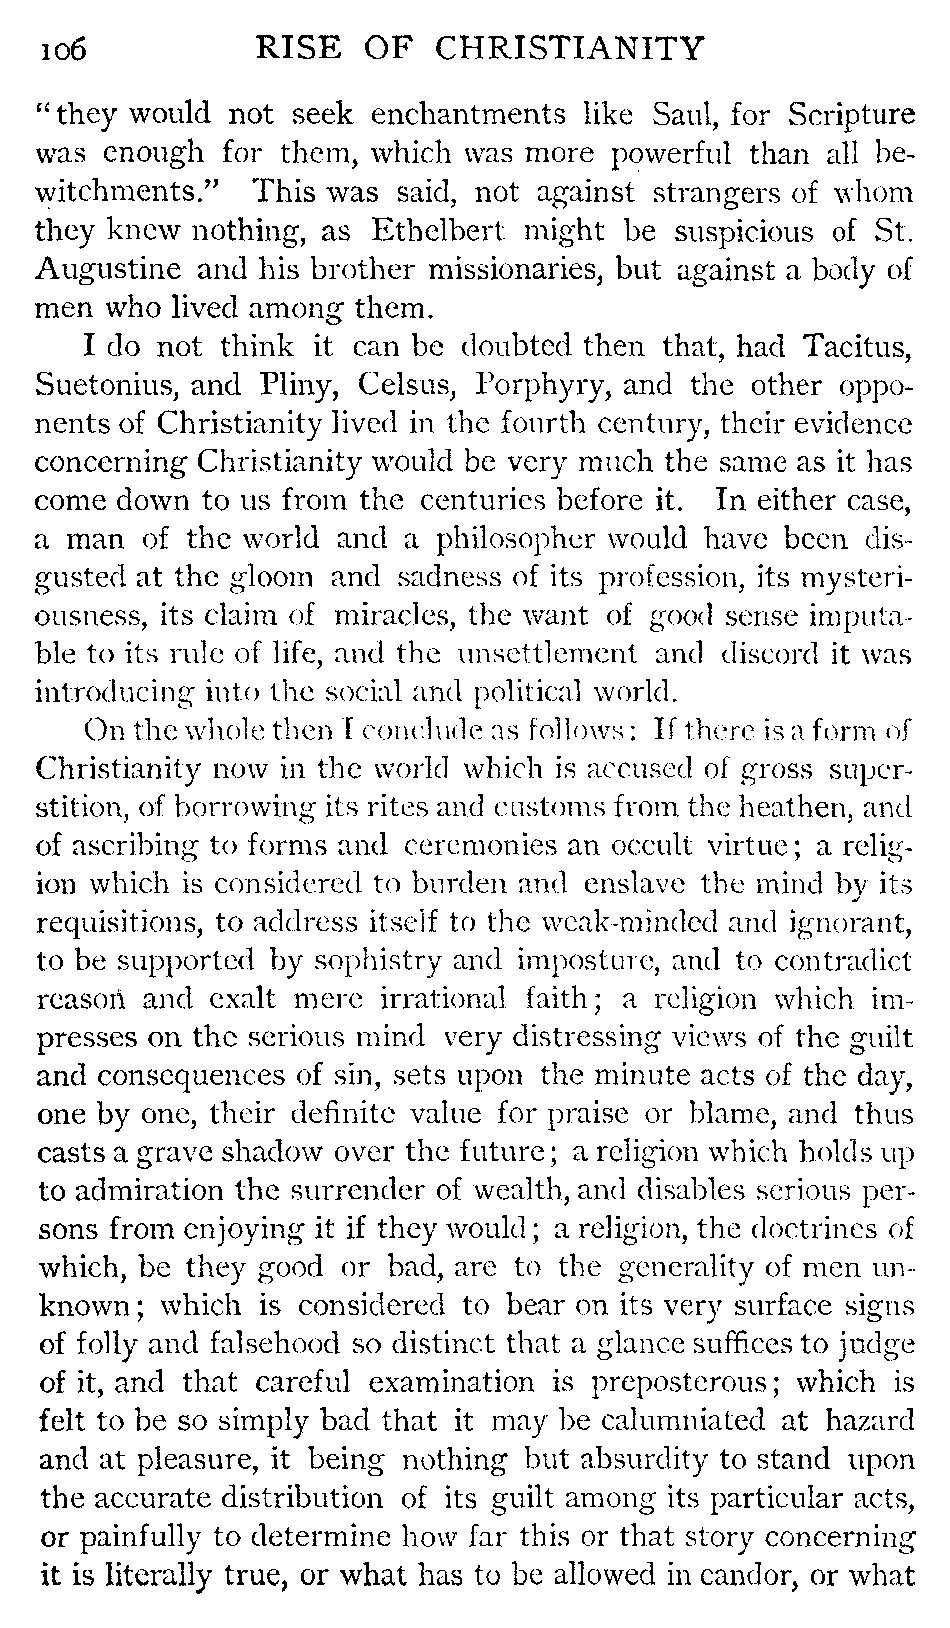 106 RISE OF CHRISTIANITY
“they would not seek enchantments like Saul, for Scripture
was enough for them, which was more powerful than all be-
witchments.” This was said, not against strangers of whom
they knew nothing, as Ethelbert might be suspicious of St.
Augustine and his brother missionaries, but against a body of
men who lived among them.
I do not think it can be doubted then that, had Tacitus,
Suetonius, and Pliny, Celsus, Porphyry, and the other oppo-
nents of Christianity lived in the fourth century, their evidence
concerning Christianity would be very much the same as it has
come down to us from the centuries before it. In either case,
a man of the world and a philosopher would have been dis-
gusted at the gloom and sadness of its profession, its mysteri-
ousness, its claim of miracles, the want of good sense imputa-
ble to its rule of life, and the unsettlement and discord it was
introducing into the social and political world.
On the whole then I conclude as follows: If there is a form of
Christianity now in the world which is accused of gross super-
stition, of borrowing its rites and customs from the heathen, and
of ascribing to forms and ceremonies an occult virtue; a relig-
ion which is considered to burden and enslave the mind by its
requisitions, to address itself to the weak-minded and ignorant,
to be supported by sophistry and imposture, and to contradict
reason and exalt mere irrational faith; a religion which im-
presses on the serious mind very distressing views of the guilt
and consequences of sin, sets upon the minute acts of the day,
one by one, their definite value for praise or blame, and thus
casts a grave shadow over the future; a religion which holds up
to admiration the surrender of wealth, and disables serious per-
sons from enjoying it if they would; a religion, the doctrines of
which, be they good or bad, are to the generality of men un-
known; which is considered to bear on its very surface signs
of folly and falsehood so distinct that a glance suffices to judge
of it, and that careful examination is preposterous; which is
felt to be so simply bad that it may be calumniated at hazard
and at pleasure, it being nothing but absurdity to stand upon
the accurate distribution of its guilt among its particular acts,
or painfully to determine how far this or that story concerning
it is literally true, or what has to be allowed in candor, or what